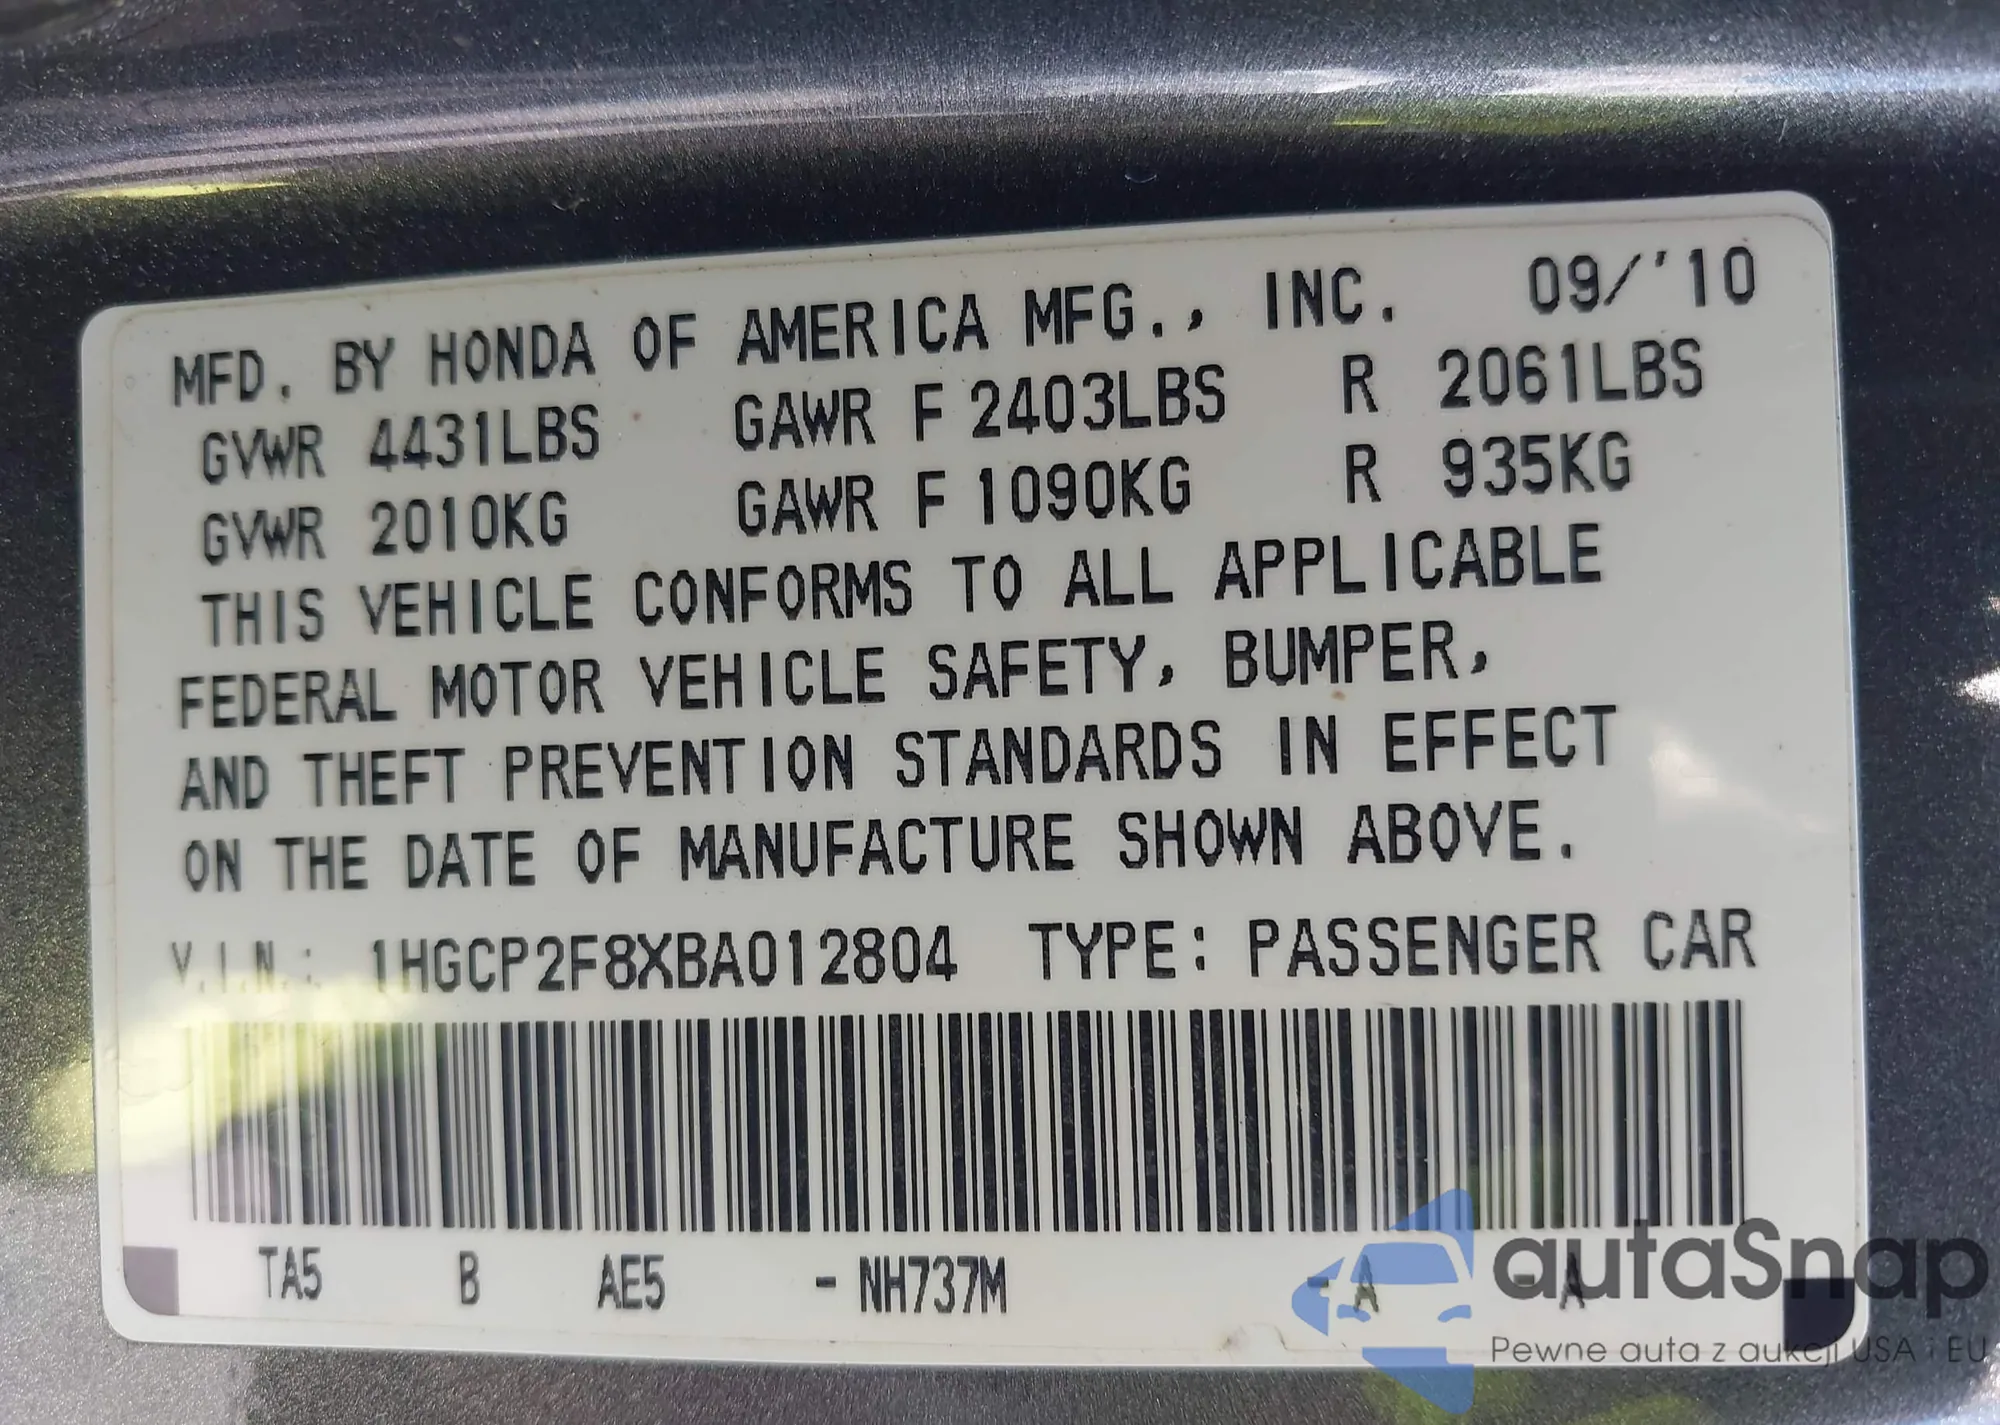 MFD. BY HONDA OF AMERICA MFG., INC. 09/'10
GVWR 4431LBS GAWR F 2403LBS R 2061LBS
GVWR 2010KG GAWR F 1090KG R 935KG
THIS VEHICLE CONFORMS TO ALL APPLICABLE
FEDERAL MOTOR VEHICLE SAFETY, BUMPER,
AND THEFT PREVENTION STANDARDS IN EFFECT
ON THE DATE OF MANUFACTURE SHOWN ABOVE.
V.I.N.: 1HGCP2F8XBA012804 TYPE: PASSENGER CAR
TA5 B AE5 - NH737M - A - A
autaSnap
Pewne auta z aukcji USA i EU